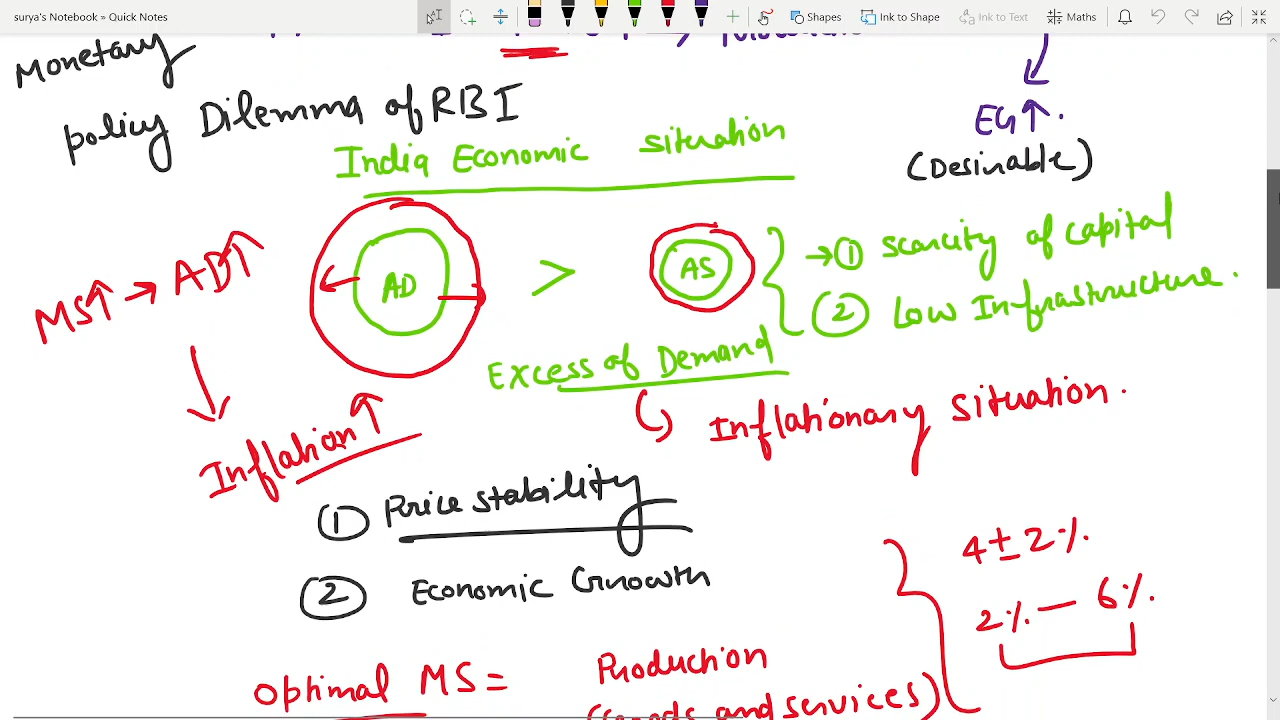 surya's Notebook » Quick Notes
Shapes
Ink to Shape
Ink to Text
Maths
Monetary
policy Dilemma of RBI
EG↑.
(Desirable)
India Economic situation
MS↑ → AD↑
AD
>
AS
→ ① scarcity of capital
② Low Infrastructure.
Excess of Demand
Inflationary situation.
Inflation ↑
① Price stability
② Economic Growth
4 ± 2%.
2% — 6%.
Optimal MS =
Production
(Goods and services)